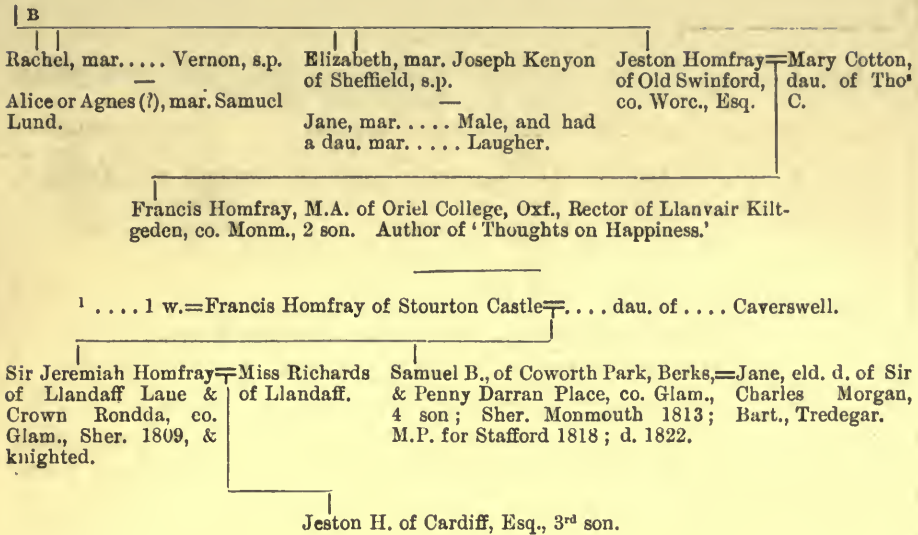 B
Rachel, mar..... Vernon, s.p.
—
Alice or Agnes (?), mar. Samuel
Lund.
Elizabeth, mar. Joseph Kenyon
of Sheffield, s.p.
—
Jane, mar..... Male, and had
a dau. mar..... Laugher.
Jeston Homfray=Mary Cotton,
of Old Swinford, dau. of Thoˢ
co. Worc., Esq. C.
Francis Homfray, M.A. of Oriel College, Oxf., Rector of Llanvair Kilt-
geden, co. Monm., 2 son. Author of ‘Thoughts on Happiness.’
¹ .... 1 w.=Francis Homfray of Stourton Castle=.... dau. of .... Caverswell.
Sir Jeremiah Homfray=Miss Richards
of Llandaff Laue & of Llandaff.
Crown Rondda, co.
Glam., Sher. 1809, &
knighted.
Samuel B., of Coworth Park, Berks,=Jane, eld. d. of Sir
& Penny Darran Place, co. Glam., Charles Morgan,
4 son; Sher. Monmouth 1813; Bart., Tredegar.
M.P. for Stafford 1818; d. 1822.
Jeston H. of Cardiff, Esq., 3ʳᵈ son.